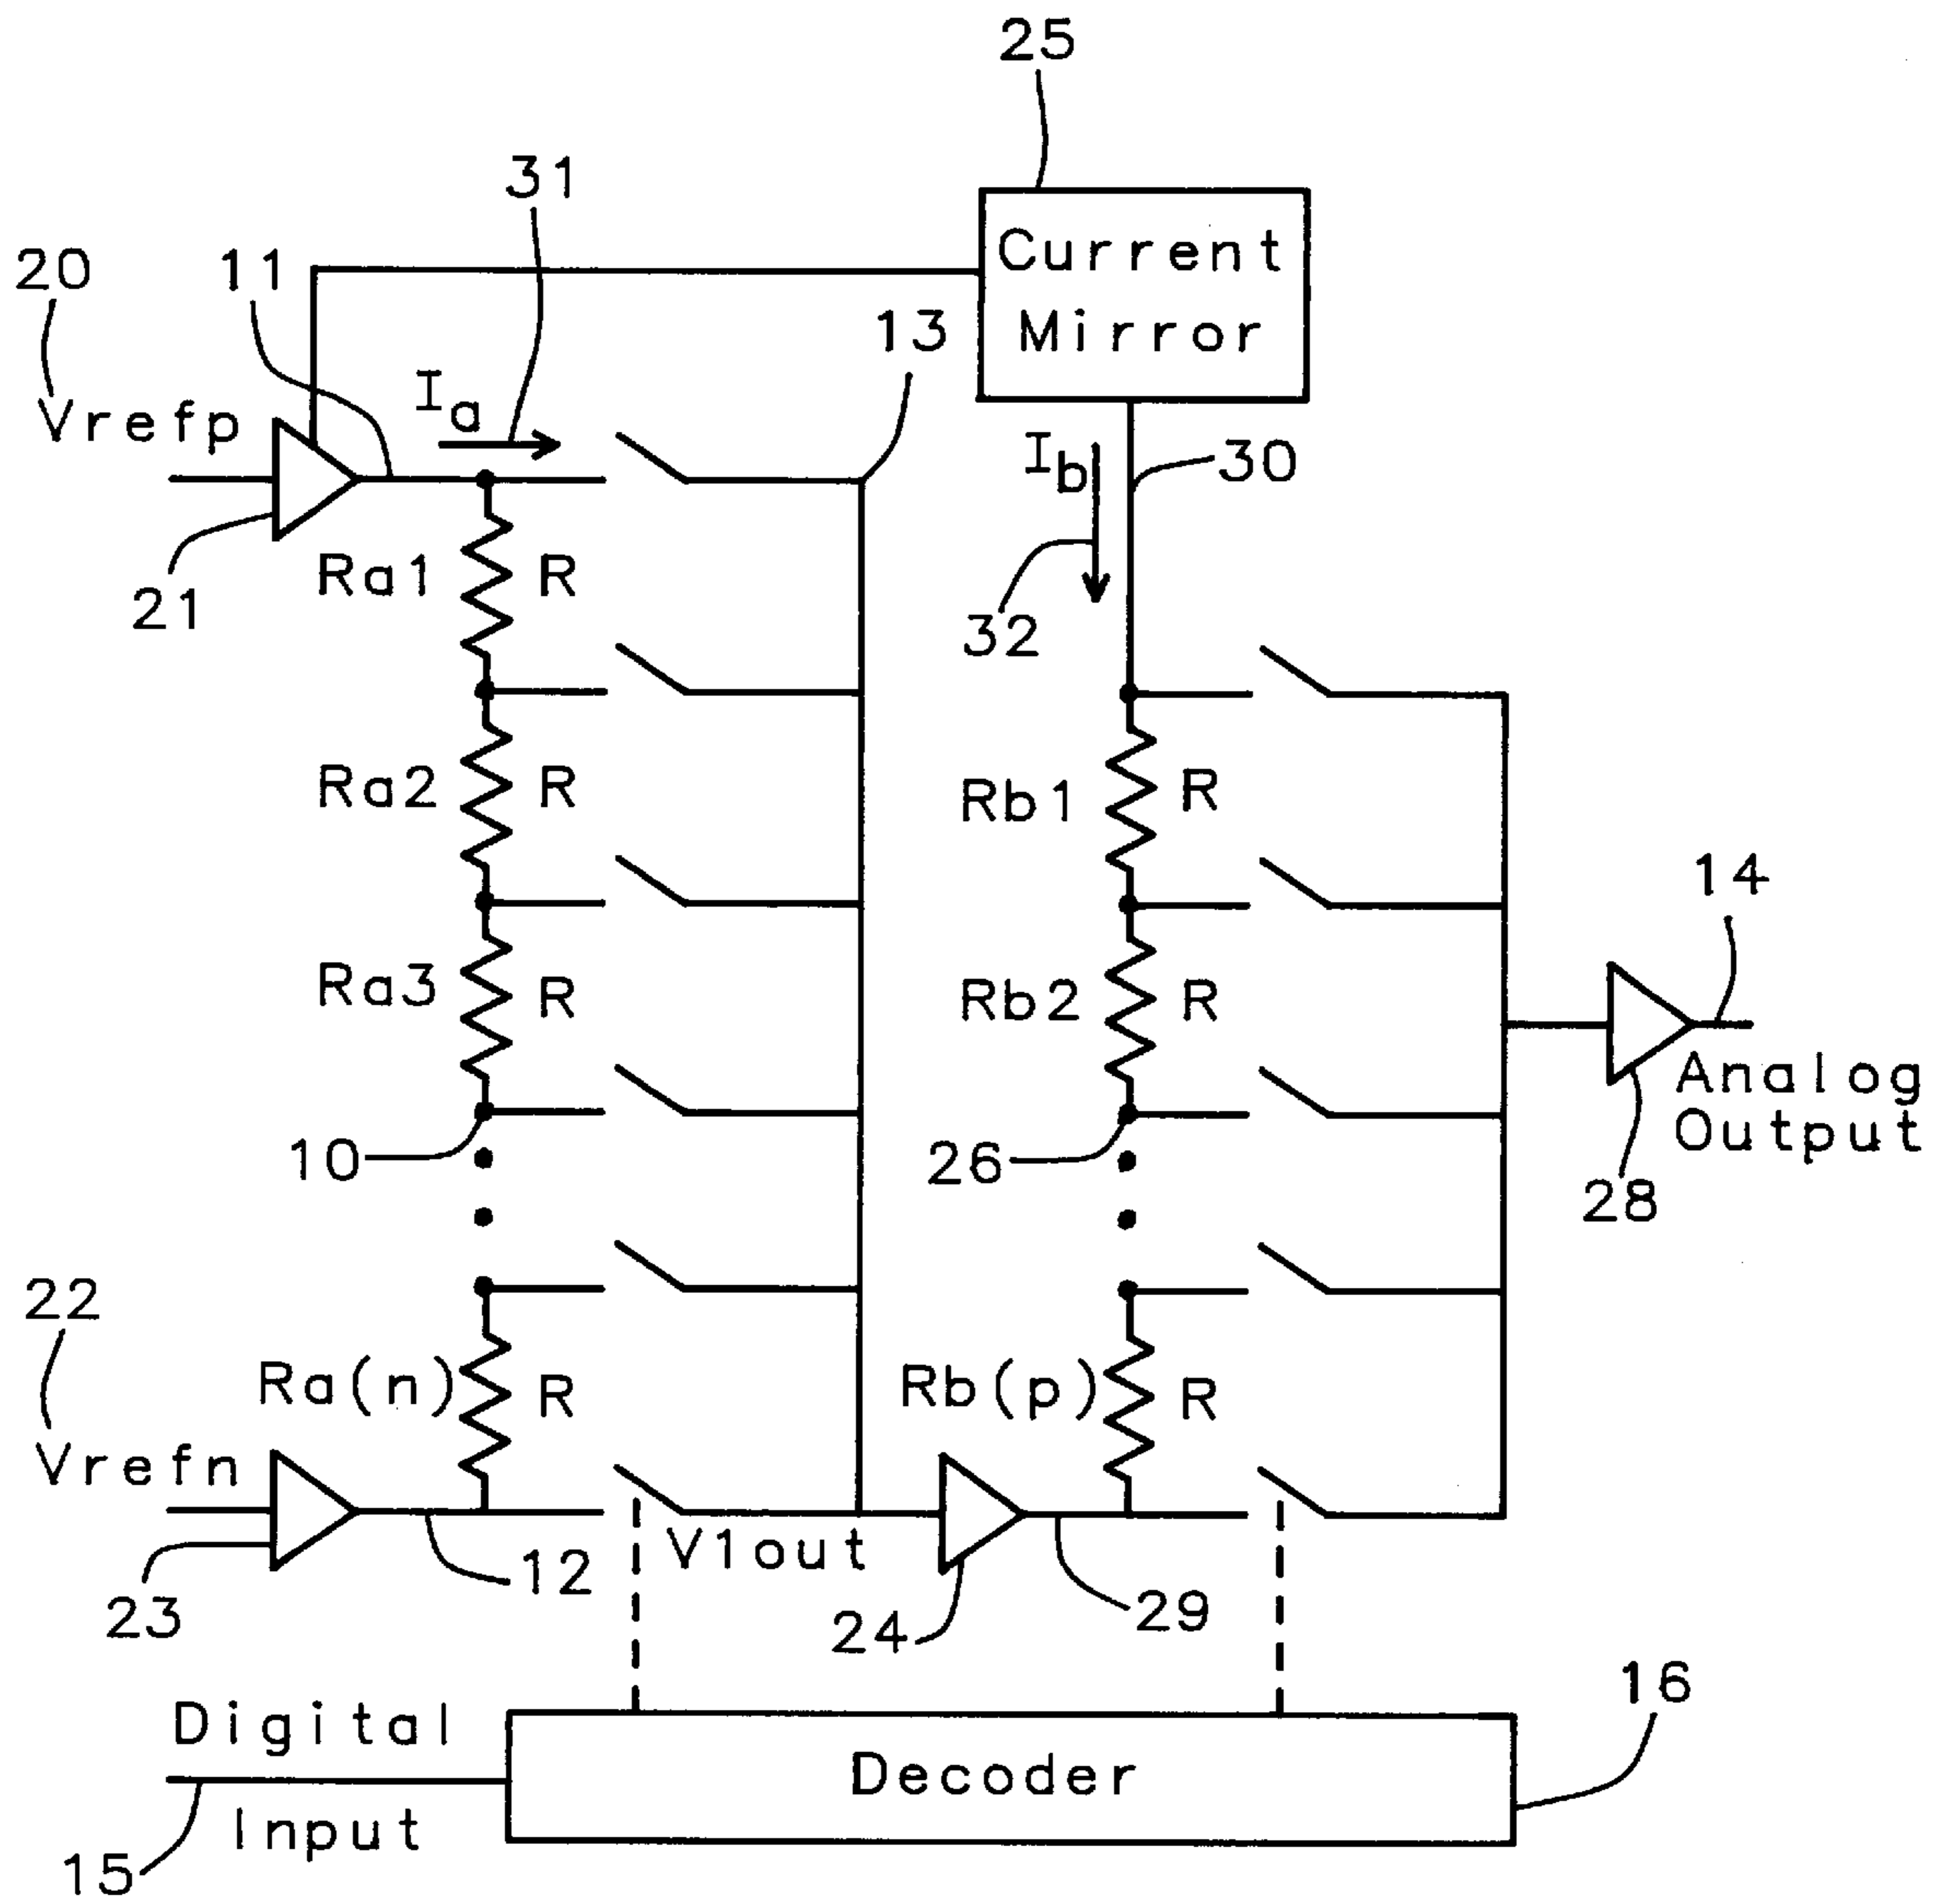 25
31
Current
Mirror
20
11
13
Vrefp
Ia
Ib
30
21
Ra1 R
32
Ra2 R
Rb1 R
14
Ra3 R
Rb2 R
Analog
Output
10
26
28
22
Ra(n) R
Rb(p) R
Vrefn
V1out
12
23
24
29
16
Digital
Input
Decoder
15